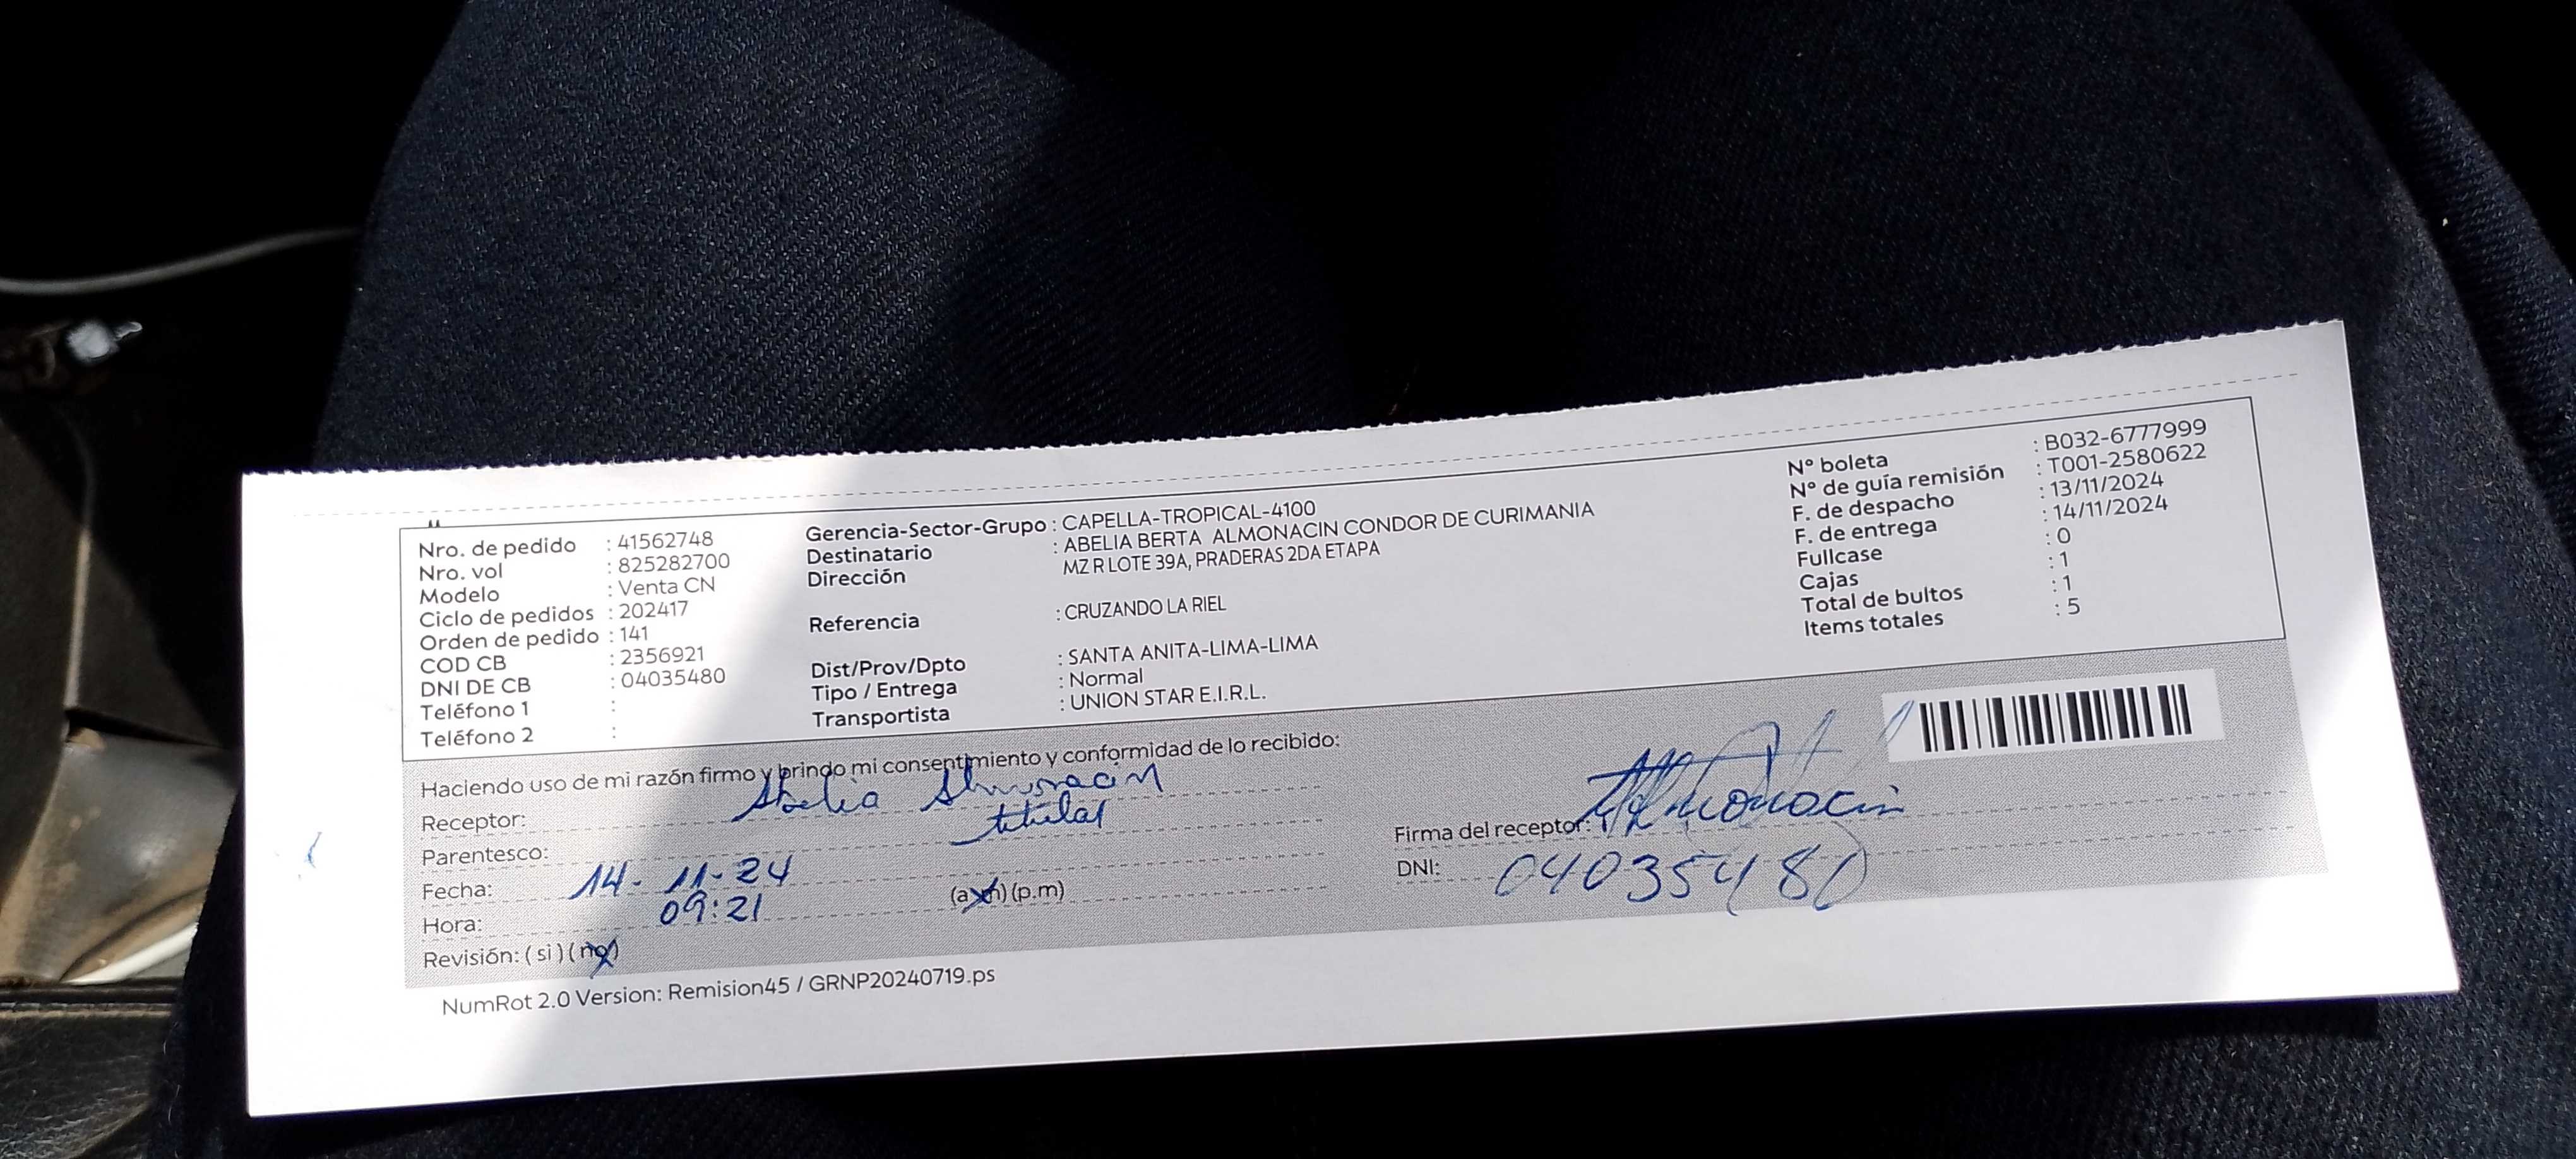 Nro. de pedido : 41562748
Nro. vol : 825282700
Modelo : Venta CN
Ciclo de pedidos : 202417
Orden de pedido : 141
COD CB : 2356921
DNI DE CB : 04035480
Teléfono 1 :
Teléfono 2 :
Gerencia-Sector-Grupo : CAPELLA-TROPICAL-4100
Destinatario : ABELIA BERTA ALMONACIN CONDOR DE CURIMANIA
Dirección MZ R LOTE 39A, PRADERAS 2DA ETAPA
Referencia : CRUZANDO LA RIEL
Dist/Prov/Dpto : SANTA ANITA-LIMA-LIMA
Tipo / Entrega : Normal
Transportista : UNION STAR E.I.R.L.
N° boleta : B032-6777999
N° de guía remisión : T001-2580622
F. de despacho : 13/11/2024
F. de entrega : 14/11/2024
Fullcase : 0
Cajas : 1
Total de bultos : 1
Items totales : 5
Haciendo uso de mi razón firmo y brindo mi consentimiento y conformidad de lo recibido:
Receptor: Abelia Almonacin
Parentesco: titular
Fecha: 14-11-24
Hora: 09:21 (a.m) (p.m)
Revisión: ( si ) ( no )
Firma del receptor: Almonacin
DNI: 04035480
NumRot 2.0 Version: Remision45 / GRNP20240719.ps